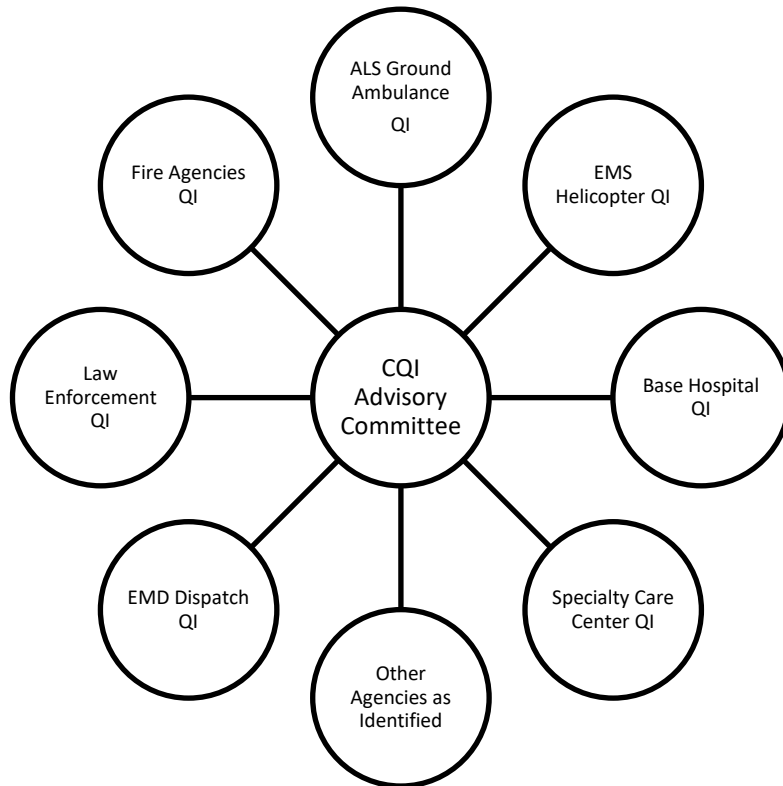 ALS Ground
Ambulance
QI
Fire Agencies
QI
EMS
Helicopter QI
Law
Enforcement
QI
CQI
Advisory
Committee
Base Hospital
QI
EMD Dispatch
QI
Specialty Care
Center QI
Other
Agencies as
Identified